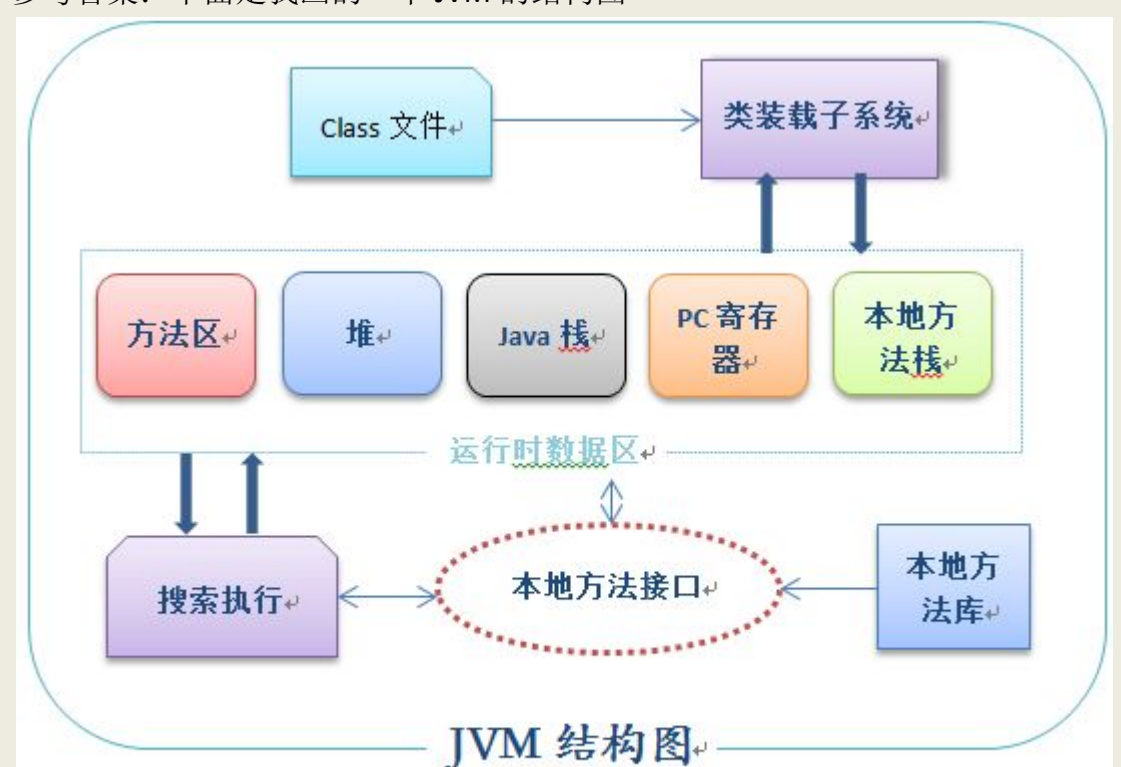 Class 文件
类装载子系统
方法区
堆
Java 栈
PC 寄存
器
本地方
法栈
运行时数据区
搜索执行
本地方法接口
本地方
法库
JVM 结构图